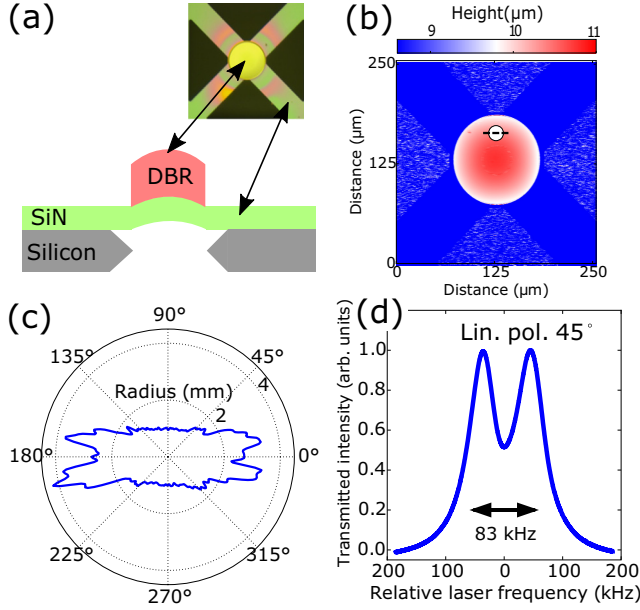 (a)
DBR
SiN
Silicon
(b)
Height(μm)
9 10 11
Distance (μm)
250
125
0
0 125 250
Distance (μm)
(c)
90°
135° 45°
Radius (mm) 4
2
180° 0°
225° 315°
270°
(d)
Lin. pol. 45°
Transmitted intensity (arb. units)
1.0
0.8
0.6
0.4
0.2
0.0
83 kHz
200 100 0 100 200
Relative laser frequency (kHz)